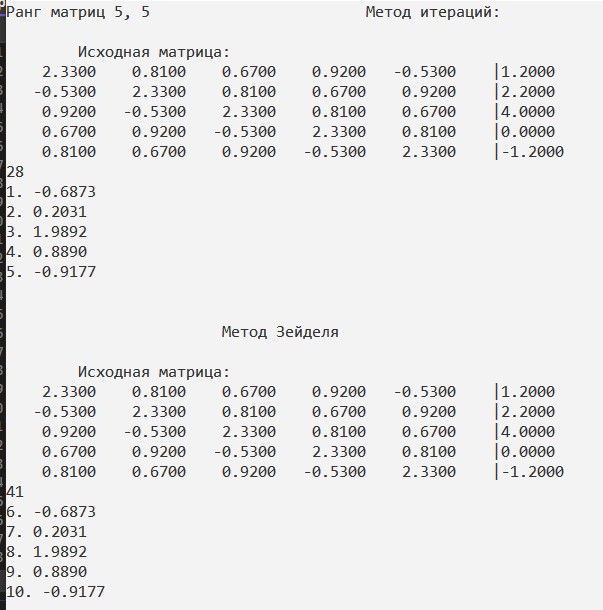 Ранг матриц 5, 5 Метод итераций:
Исходная матрица:
2.3300 0.8100 0.6700 0.9200 -0.5300 |1.2000
-0.5300 2.3300 0.8100 0.6700 0.9200 |2.2000
0.9200 -0.5300 2.3300 0.8100 0.6700 |4.0000
0.6700 0.9200 -0.5300 2.3300 0.8100 |0.0000
0.8100 0.6700 0.9200 -0.5300 2.3300 |-1.2000
28
1. -0.6873
2. 0.2031
3. 1.9892
4. 0.8890
5. -0.9177
Метод Зейделя
Исходная матрица:
2.3300 0.8100 0.6700 0.9200 -0.5300 |1.2000
-0.5300 2.3300 0.8100 0.6700 0.9200 |2.2000
0.9200 -0.5300 2.3300 0.8100 0.6700 |4.0000
0.6700 0.9200 -0.5300 2.3300 0.8100 |0.0000
0.8100 0.6700 0.9200 -0.5300 2.3300 |-1.2000
41
6. -0.6873
7. 0.2031
8. 1.9892
9. 0.8890
10. -0.9177